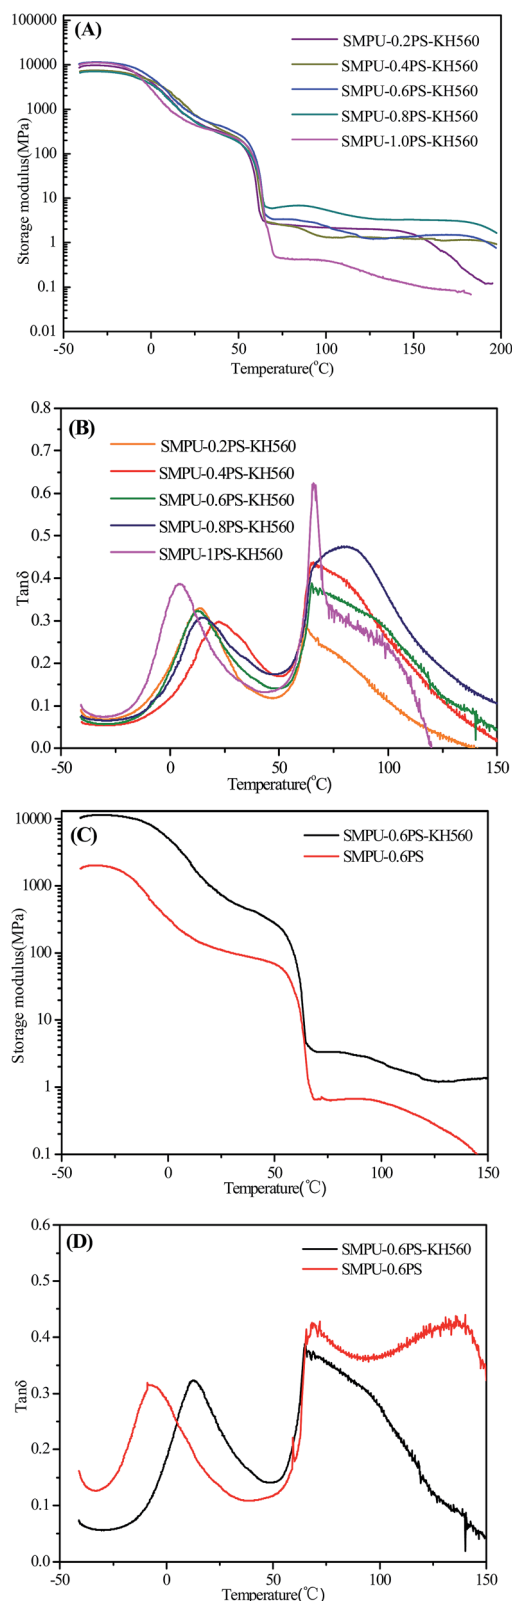 (A)
SMPU-0.2PS-KH560
SMPU-0.4PS-KH560
SMPU-0.6PS-KH560
SMPU-0.8PS-KH560
SMPU-1.0PS-KH560
Storage modulus(MPa)
100000
10000
1000
100
10
1
0.1
0.01
-50 0 50 100 150 200
Temperature(°C)
(B)
SMPU-0.2PS-KH560
SMPU-0.4PS-KH560
SMPU-0.6PS-KH560
SMPU-0.8PS-KH560
SMPU-1PS-KH560
Tanδ
0.8
0.7
0.6
0.5
0.4
0.3
0.2
0.1
0.0
-50 0 50 100 150
Temperature(°C)
(C)
SMPU-0.6PS-KH560
SMPU-0.6PS
Storage modulus(MPa)
10000
1000
100
10
1
0.1
-50 0 50 100 150
Temperature(℃)
(D)
SMPU-0.6PS-KH560
SMPU-0.6PS
Tanδ
0.6
0.5
0.4
0.3
0.2
0.1
0.0
-50 0 50 100 150
Temperature(℃)